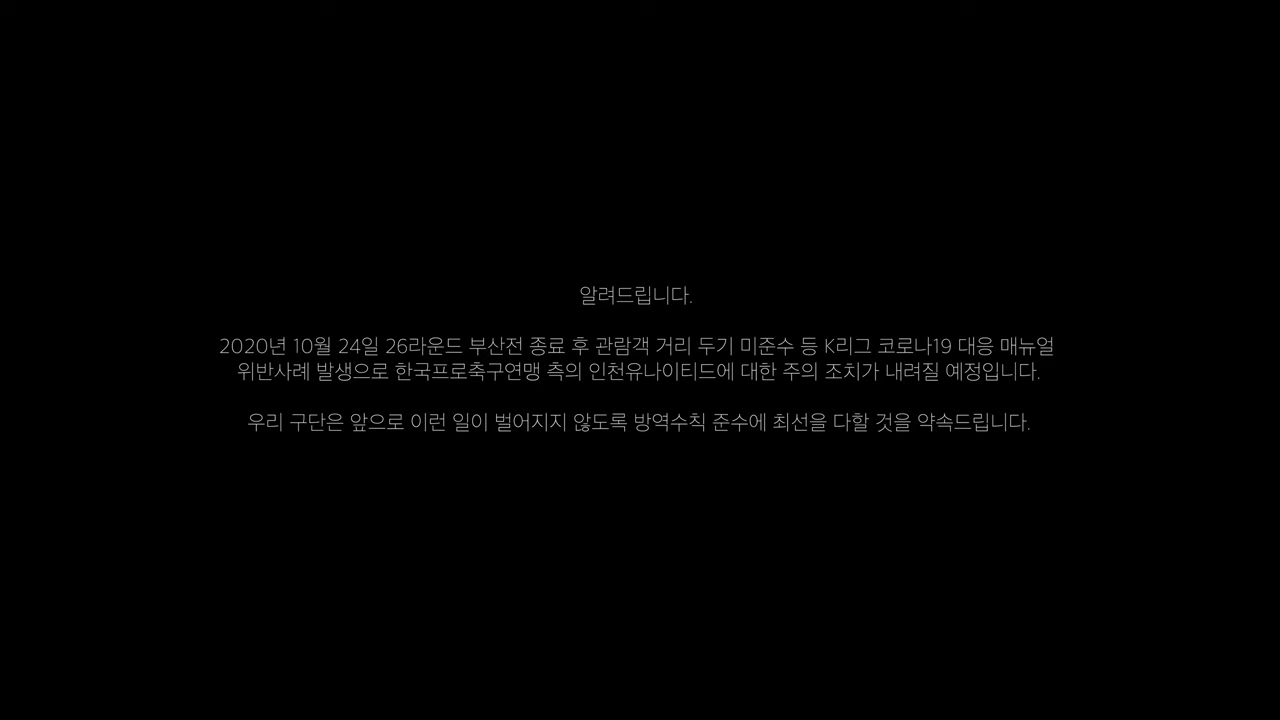 알려드립니다.
2020년 10월 24일 26라운드 부산전 종료 후 관람객 거리 두기 미준수 등 K리그 코로나19 대응 매뉴얼
위반사례 발생으로 한국프로축구연맹 측의 인천유나이티드에 대한 주의 조치가 내려질 예정입니다.
우리 구단은 앞으로 이런 일이 벌어지지 않도록 방역수칙 준수에 최선을 다할 것을 약속드립니다.